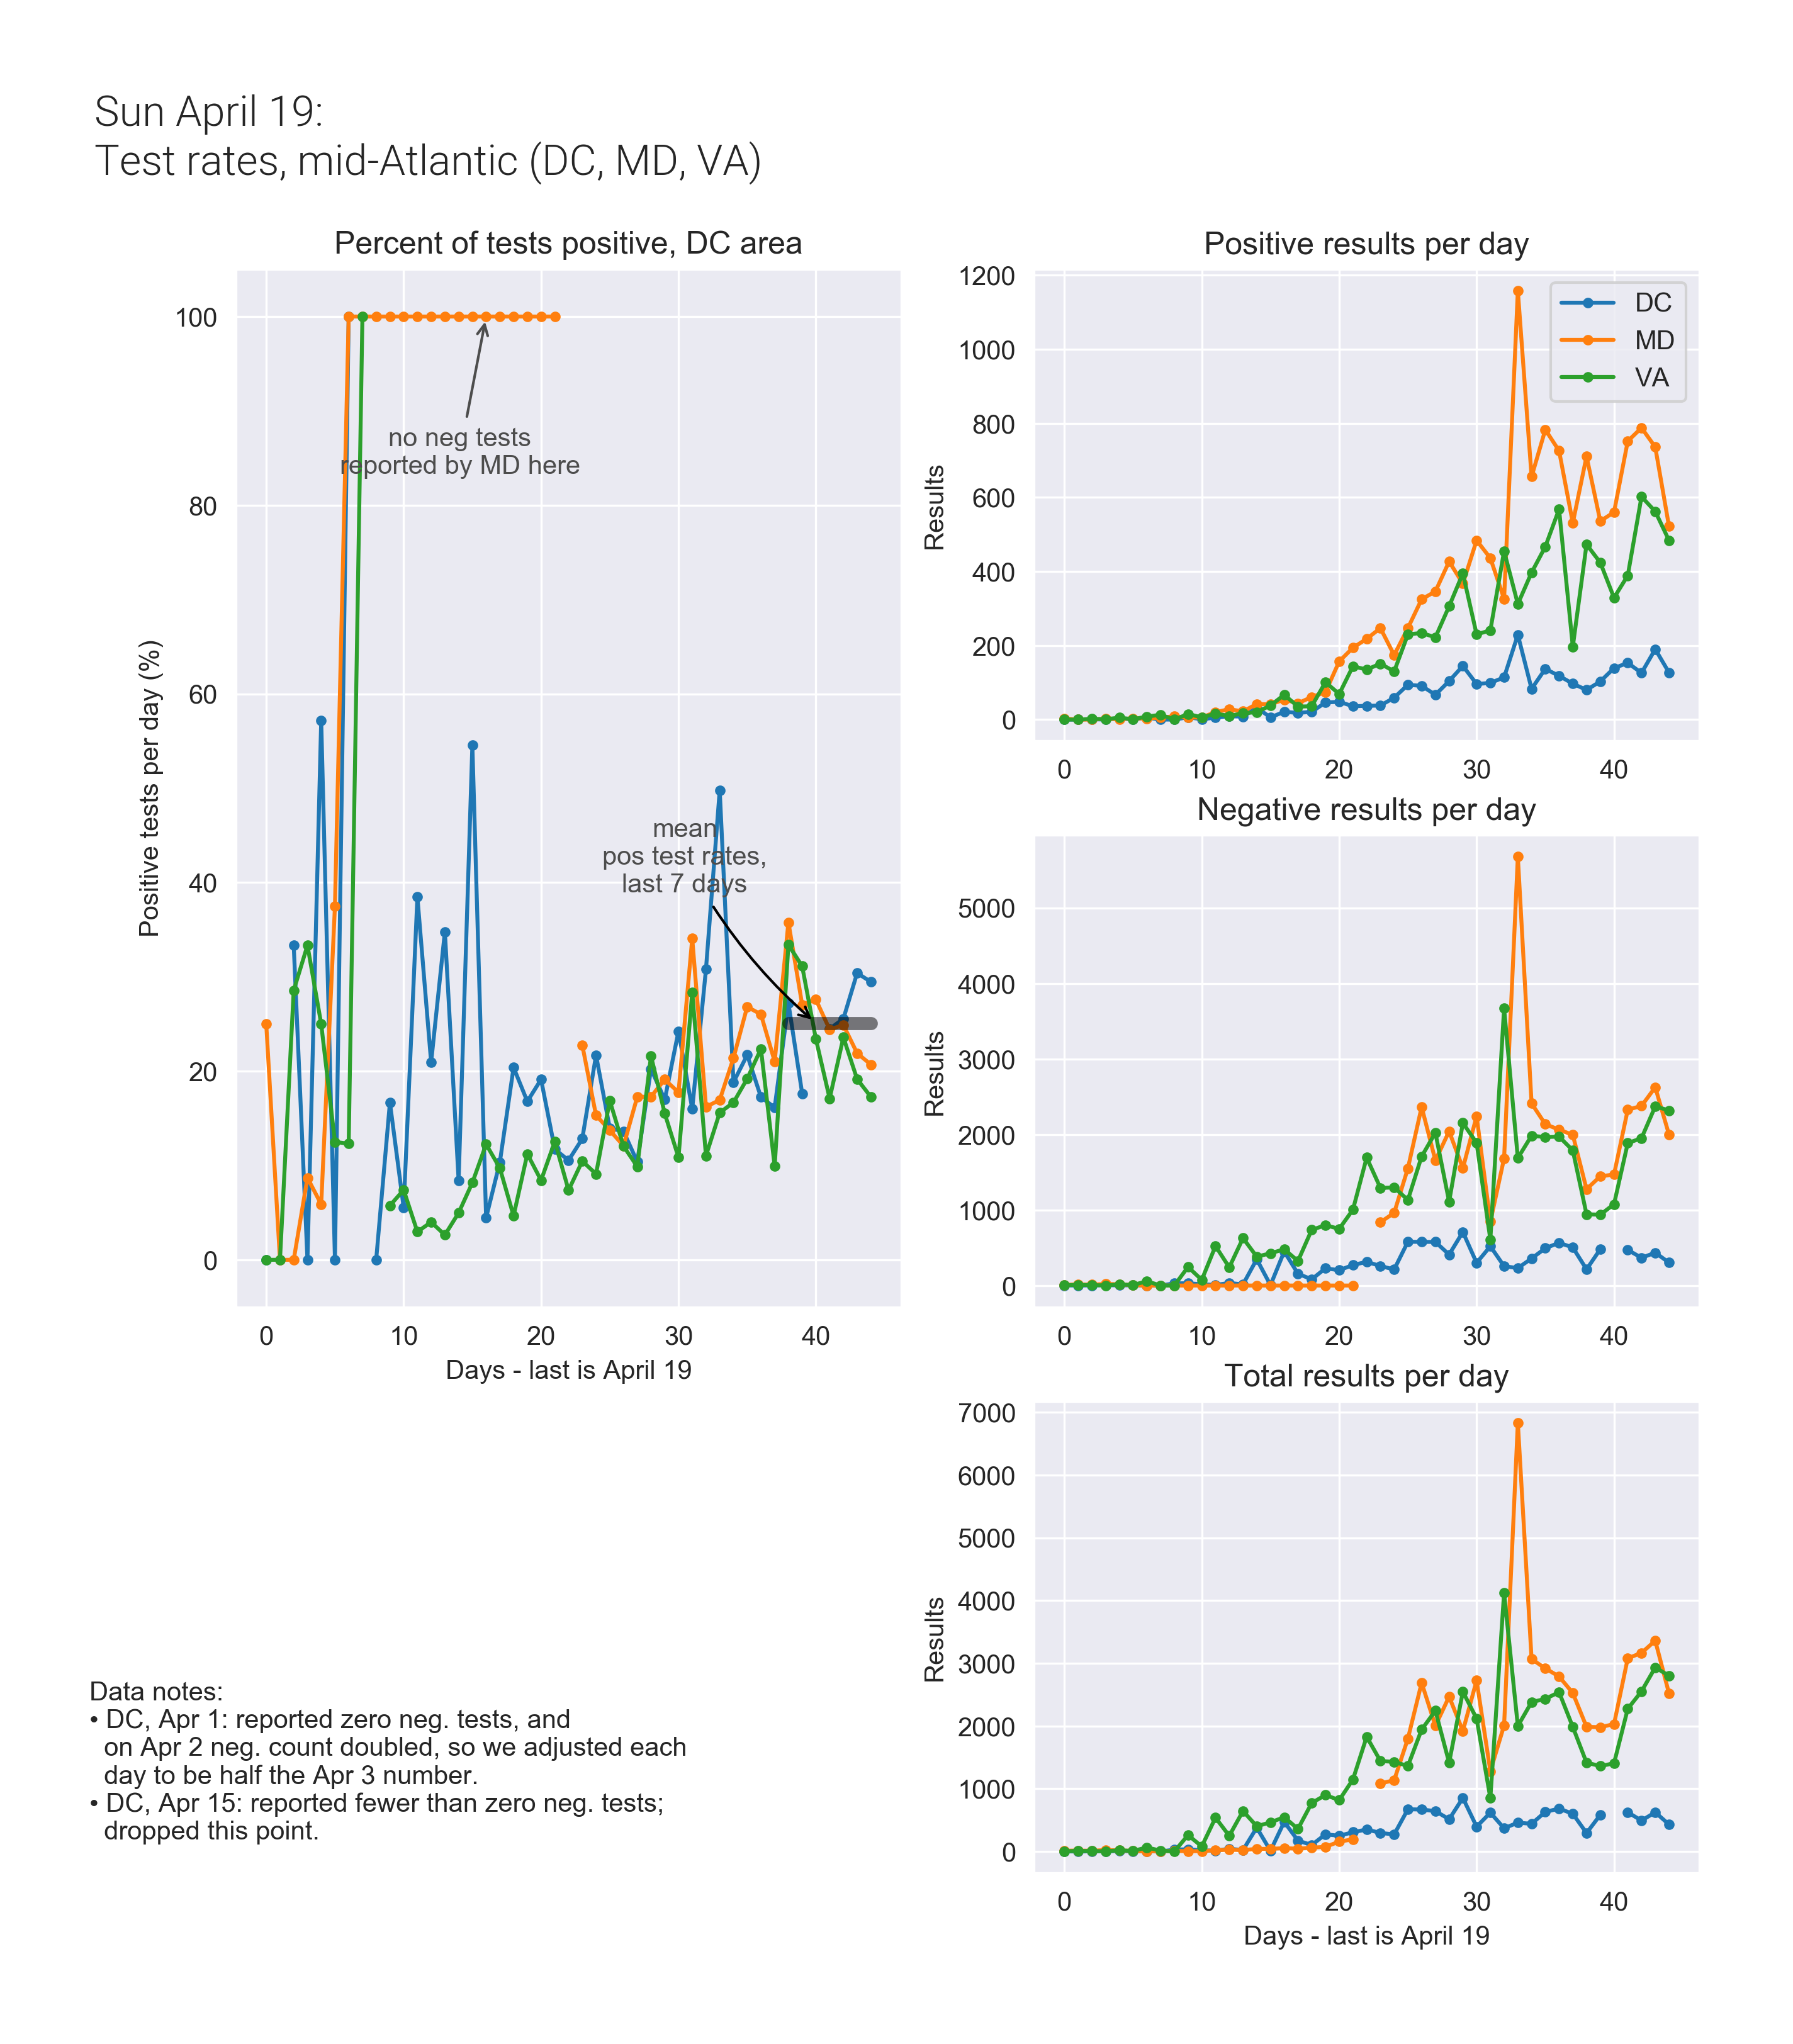 Sun April 19:
Test rates, mid-Atlantic (DC, MD, VA)
Percent of tests positive, DC area
Positive tests per day (%)
100
80
60
40
20
0
no neg tests
reported by MD here
mean
pos test rates,
last 7 days
0 10 20 30 40
Days - last is April 19
Positive results per day
Results
1200
1000
800
600
400
200
0
DC
MD
VA
0 10 20 30 40
Negative results per day
Results
5000
4000
3000
2000
1000
0
0 10 20 30 40
Total results per day
Results
7000
6000
5000
4000
3000
2000
1000
0
0 10 20 30 40
Days - last is April 19
Data notes:
• DC, Apr 1: reported zero neg. tests, and
on Apr 2 neg. count doubled, so we adjusted each
day to be half the Apr 3 number.
• DC, Apr 15: reported fewer than zero neg. tests;
dropped this point.